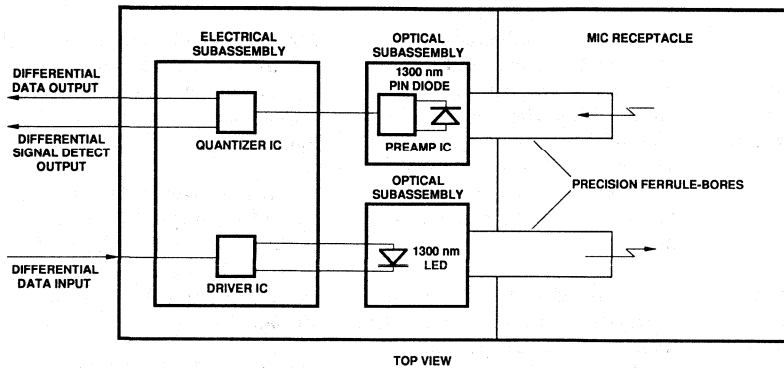 ELECTRICAL
SUBASSEMBLY
OPTICAL
SUBASSEMBLY
MIC RECEPTACLE
DIFFERENTIAL
DATA OUTPUT
1300 nm
PIN DIODE
DIFFERENTIAL
SIGNAL DETECT
OUTPUT
QUANTIZER IC
PREAMP IC
OPTICAL
SUBASSEMBLY
PRECISION FERRULE-BORES
DIFFERENTIAL
DATA INPUT
DRIVER IC
1300 nm
LED
TOP VIEW